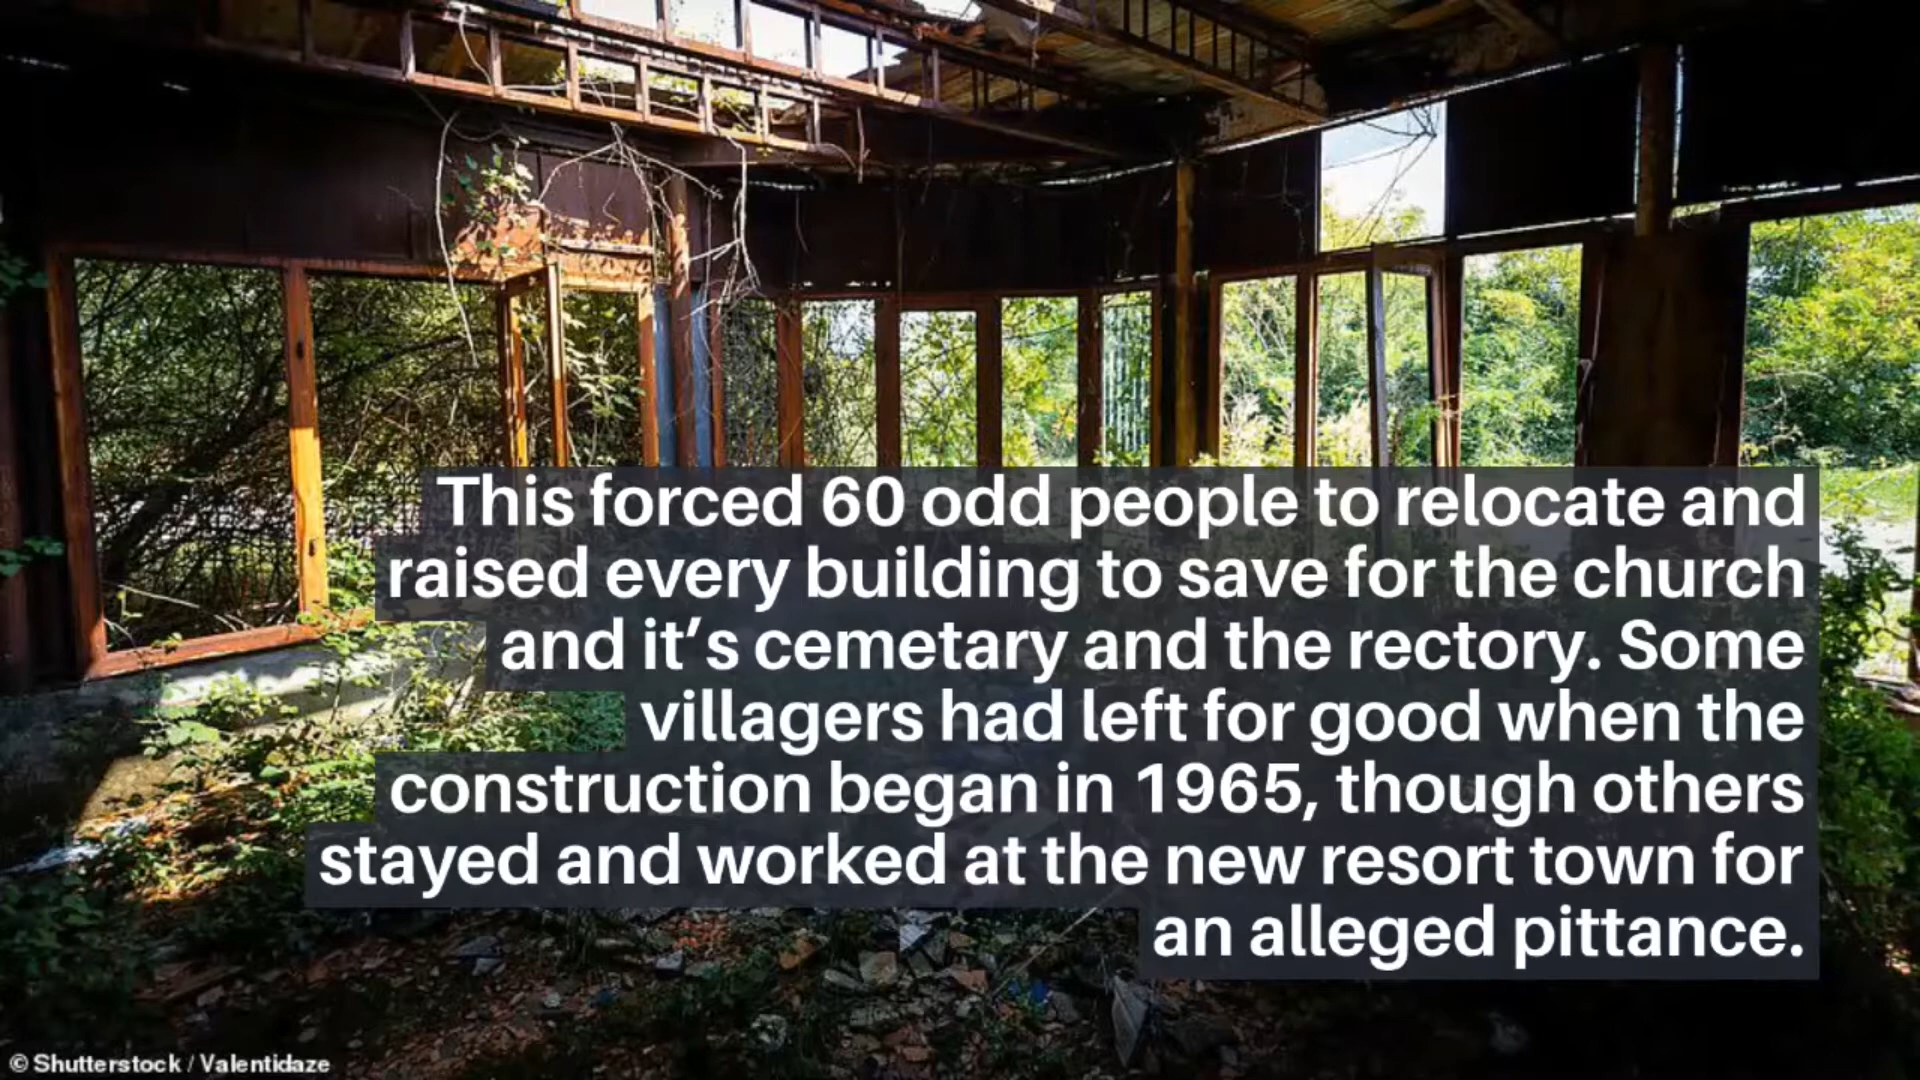 This forced 60 odd people to relocate and
raised every building to save for the church
and it’s cemetary and the rectory. Some
villagers had left for good when the
construction began in 1965, though others
stayed and worked at the new resort town for
an alleged pittance.
© Shutterstock / Valentidaze